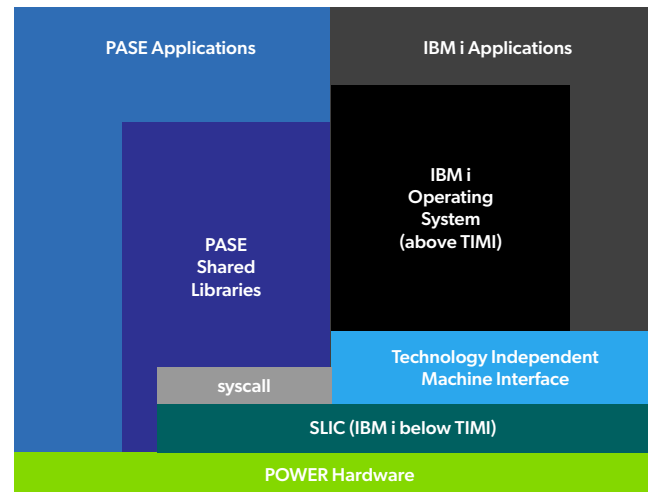 PASE Applications
IBM i Applications
IBM i
Operating
System
(above TIMI)
PASE
Shared
Libraries
Technology Independent
Machine Interface
syscall
SLIC (IBM i below TIMI)
POWER Hardware